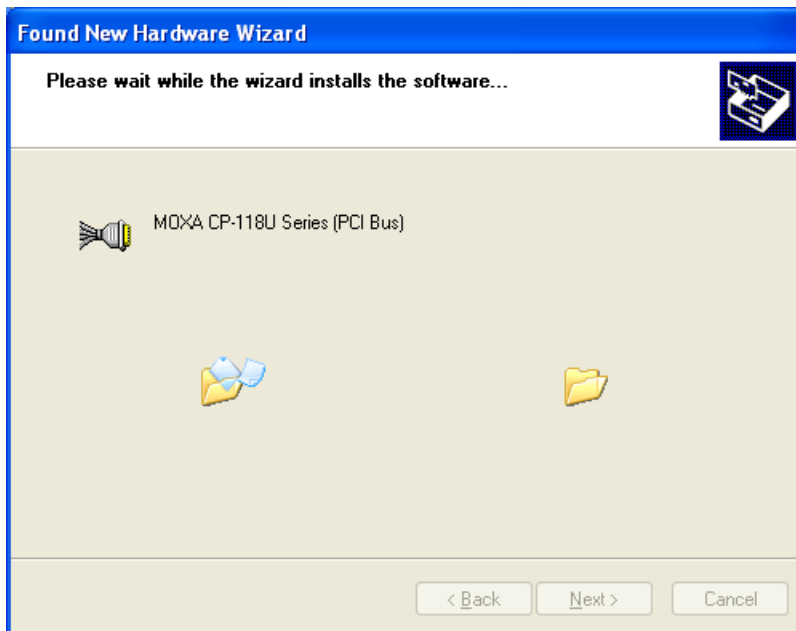 Found New Hardware Wizard
Please wait while the wizard installs the software...
MOXA CP-118U Series (PCI Bus)
< Back
Next >
Cancel